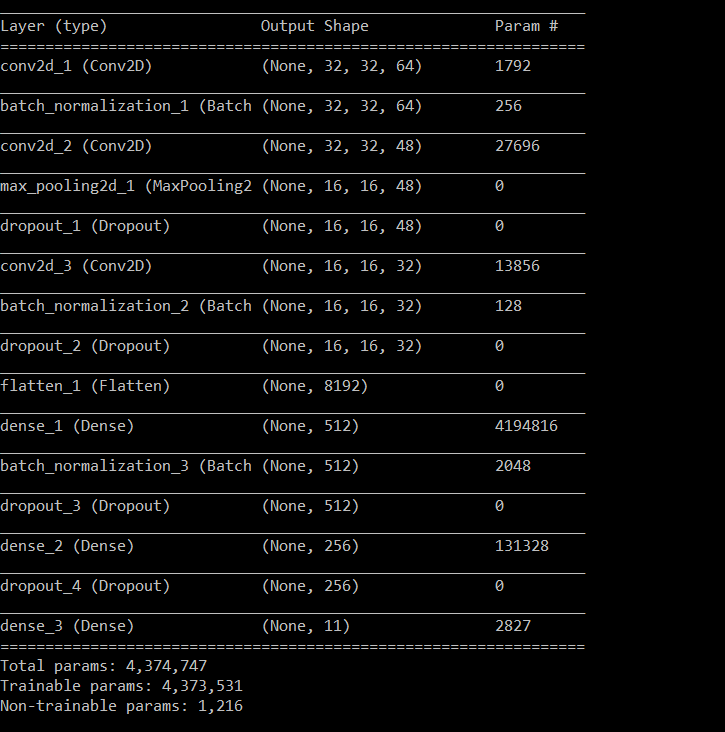 Layer (type)                 Output Shape              Param #
=================================================================
conv2d_1 (Conv2D)            (None, 32, 32, 64)        1792
batch_normalization_1 (Batch (None, 32, 32, 64)        256
conv2d_2 (Conv2D)            (None, 32, 32, 48)        27696
max_pooling2d_1 (MaxPooling2 (None, 16, 16, 48)        0
dropout_1 (Dropout)          (None, 16, 16, 48)        0
conv2d_3 (Conv2D)            (None, 16, 16, 32)        13856
batch_normalization_2 (Batch (None, 16, 16, 32)        128
dropout_2 (Dropout)          (None, 16, 16, 32)        0
flatten_1 (Flatten)          (None, 8192)              0
dense_1 (Dense)              (None, 512)               4194816
batch_normalization_3 (Batch (None, 512)               2048
dropout_3 (Dropout)          (None, 512)               0
dense_2 (Dense)              (None, 256)               131328
dropout_4 (Dropout)          (None, 256)               0
dense_3 (Dense)              (None, 11)                2827
=================================================================
Total params: 4,374,747
Trainable params: 4,373,531
Non-trainable params: 1,216